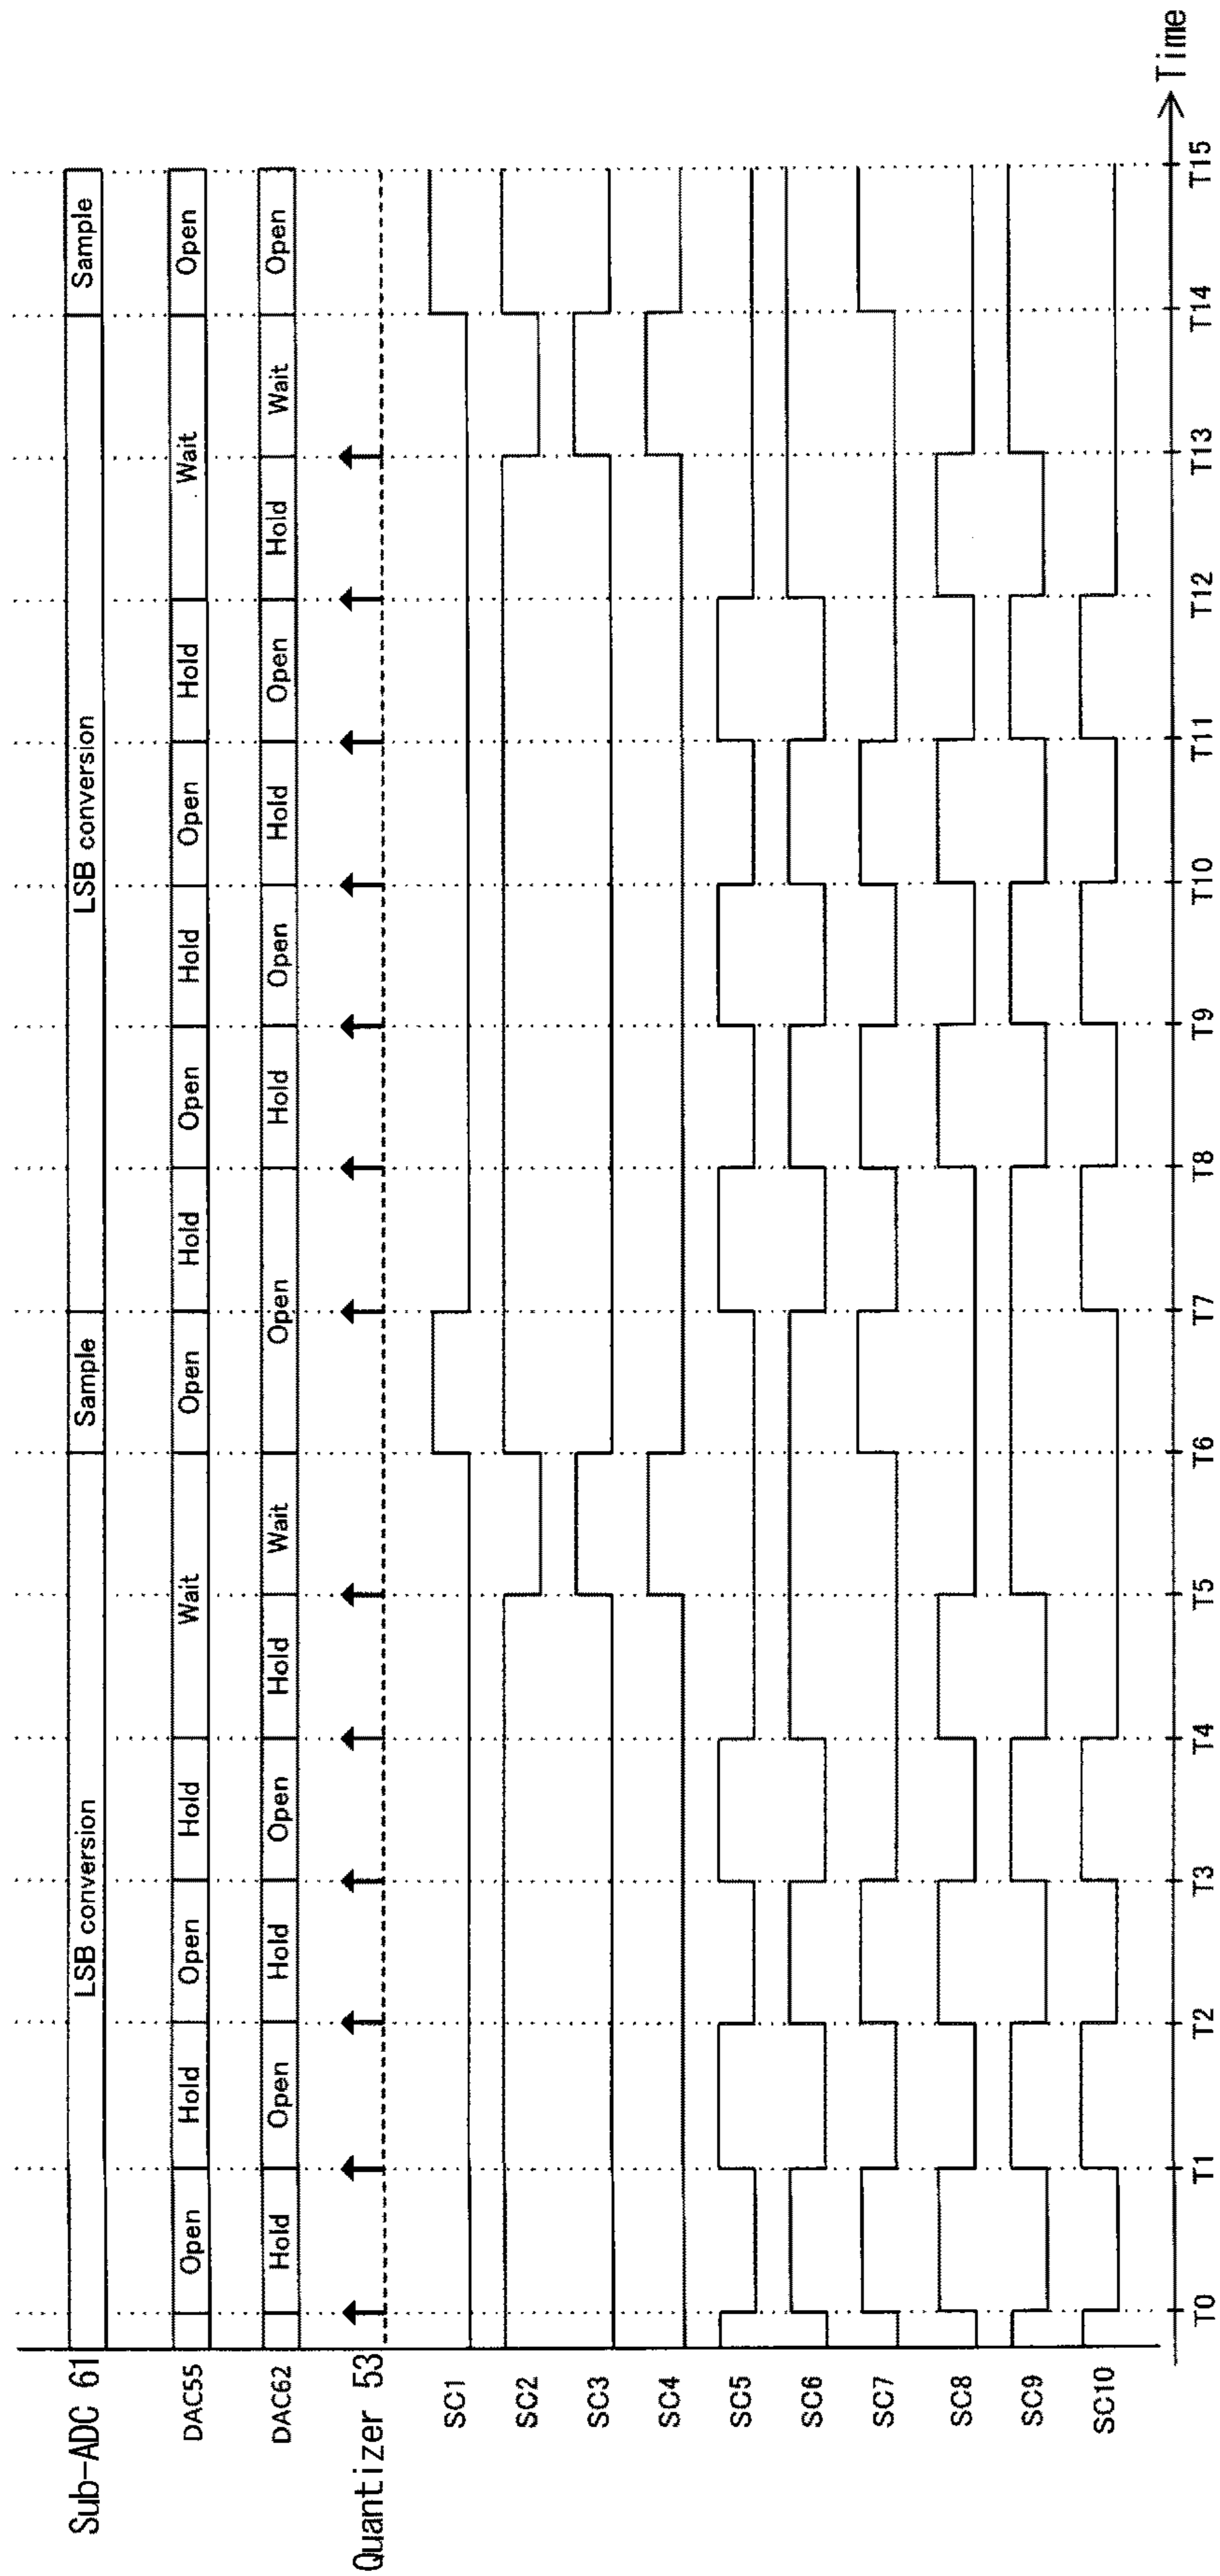 Sub-ADC 61 LSB conversion Sample LSB conversion Sample
DAC55 Open Hold Open Hold Wait Open Hold Open Hold Open Hold Wait Open
DAC62 Hold Open Hold Open Hold Wait Open Hold Open Hold Open Hold Wait Open
Quantizer 53
SC1
SC2
SC3
SC4
SC5
SC6
SC7
SC8
SC9
SC10
T0 T1 T2 T3 T4 T5 T6 T7 T8 T9 T10 T11 T12 T13 T14 T15
Time